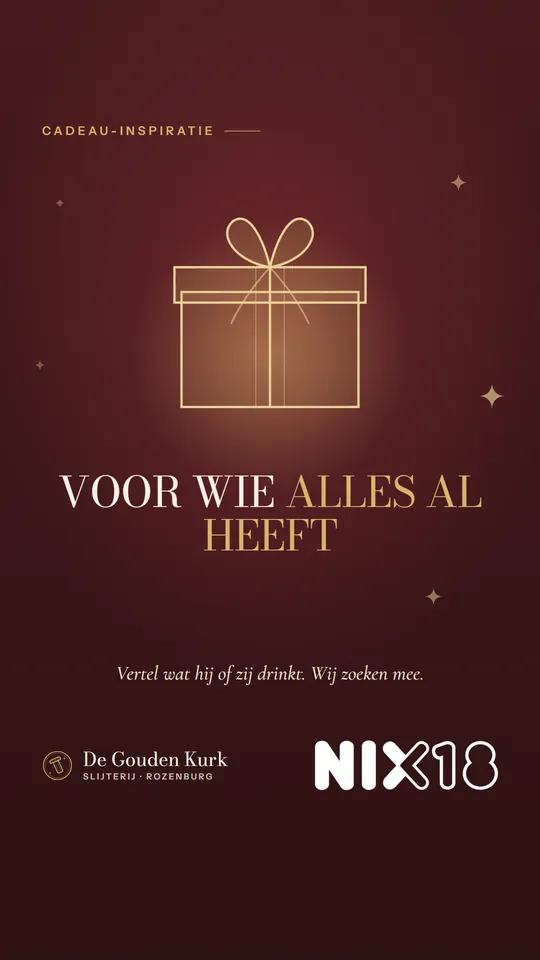 CADEAU-INSPIRATIE
VOOR WIE ALLES AL
HEEFT
Vertel wat hij of zij drinkt. Wij zoeken mee.
De Gouden Kurk
SLIJTERIJ · ROZENBURG
NIX18